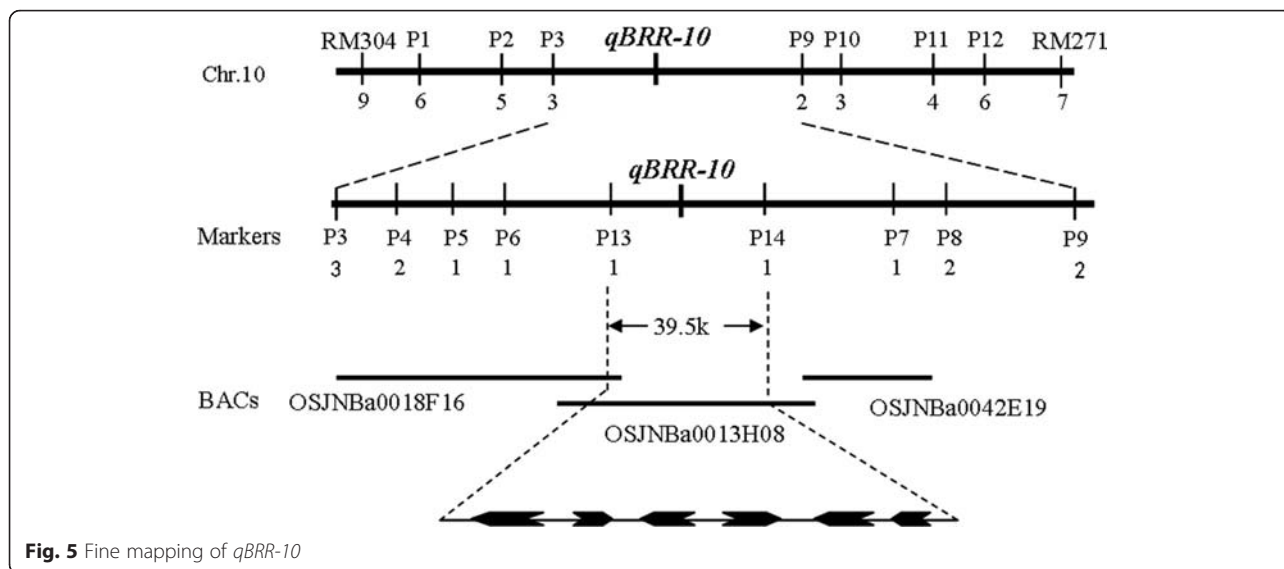 RM304 P1 P2 P3 qBRR-10 P9 P10 P11 P12 RM271
Chr.10
9 6 5 3 2 3 4 6 7
qBRR-10
Markers P3 P4 P5 P6 P13 P14 P7 P8 P9
3 2 1 1 1 1 1 2 2
39.5k
BACs
OSJNBa0018F16 OSJNBa0042E19
OSJNBa0013H08
Fig. 5 Fine mapping of qBRR-10